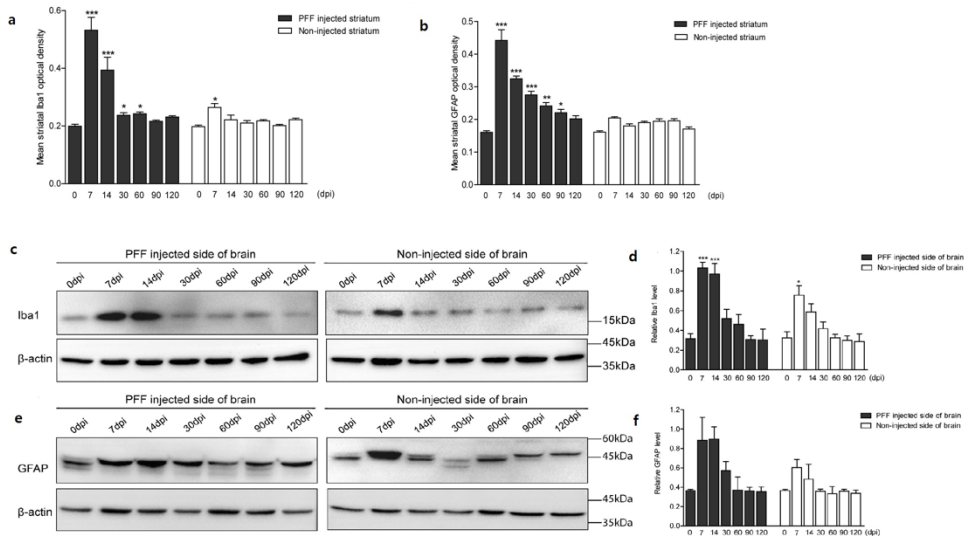 a
PFF injected striatum
Non-injected striatum
Mean striatal Iba1 optical density
0.6
0.4
0.2
0.0
*** *** * * *
0 7 14 30 60 90 120 0 7 14 30 60 90 120 (dpi)
b
PFF injected striatum
Non-injected striaum
Mean striatal GFAP optical density
0.5
0.4
0.3
0.2
0.1
0.0
*** *** *** ** *
0 7 14 30 60 90 120 0 7 14 30 60 90 120 (dpi)
c
PFF injected side of brain Non-injected side of brain
0dpi 7dpi 14dpi 30dpi 60dpi 90dpi 120dpi 0dpi 7dpi 14dpi 30dpi 60dpi 90dpi 120dpi
Iba1
15kDa
β-actin
45kDa
35kDa
d
PFF injected side of brain
Non-injected side of brain
Relative Iba1 level
1.2
1.0
0.8
0.6
0.4
0.2
0.0
*** *** *
0 7 14 30 60 90 120 0 7 14 30 60 90 120 (dpi)
e
PFF injected side of brain Non-injected side of brain
0dpi 7dpi 14dpi 30dpi 60dpi 90dpi 120dpi 0dpi 7dpi 14dpi 30dpi 60dpi 90dpi 120dpi
GFAP
60kDa
45kDa
β-actin
45kDa
35kDa
f
PFF injected side of brain
Non-injected side of brain
Relative GFAP level
1.2
1.0
0.8
0.6
0.4
0.2
0.0
0 7 14 30 60 90 120 0 7 14 30 60 90 120 (dpi)